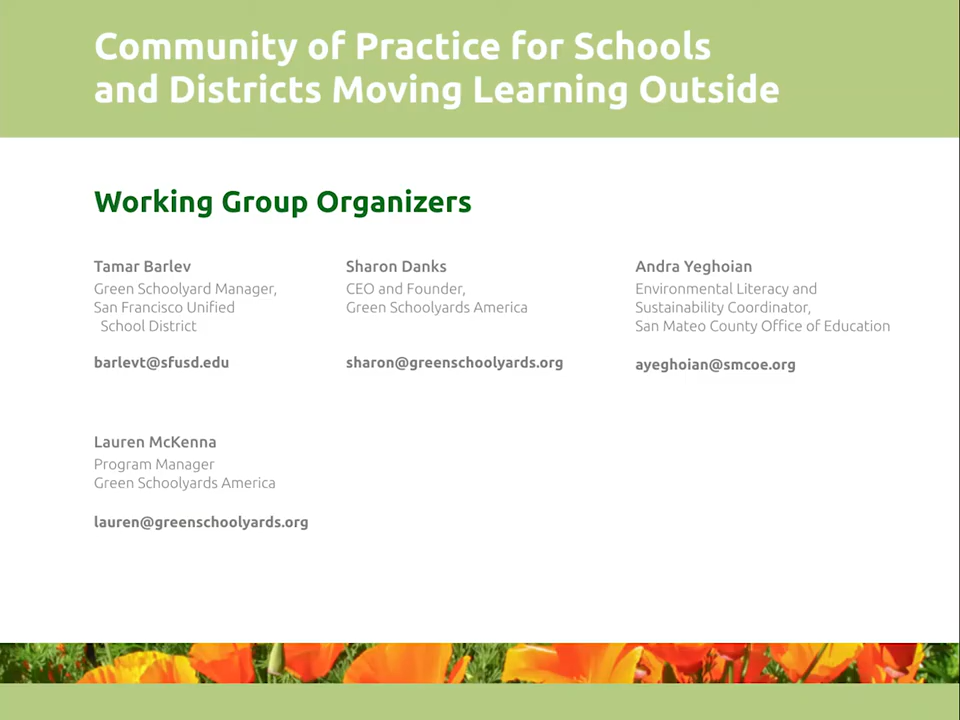 Community of Practice for Schools
and Districts Moving Learning Outside
Working Group Organizers
Tamar Barlev
Green Schoolyard Manager,
San Francisco Unified
School District
barlevt@sfusd.edu
Sharon Danks
CEO and Founder,
Green Schoolyards America
sharon@greenschoolyards.org
Andra Yeghoian
Environmental Literacy and
Sustainability Coordinator,
San Mateo County Office of Education
ayeghoian@smcoe.org
Lauren McKenna
Program Manager
Green Schoolyards America
lauren@greenschoolyards.org